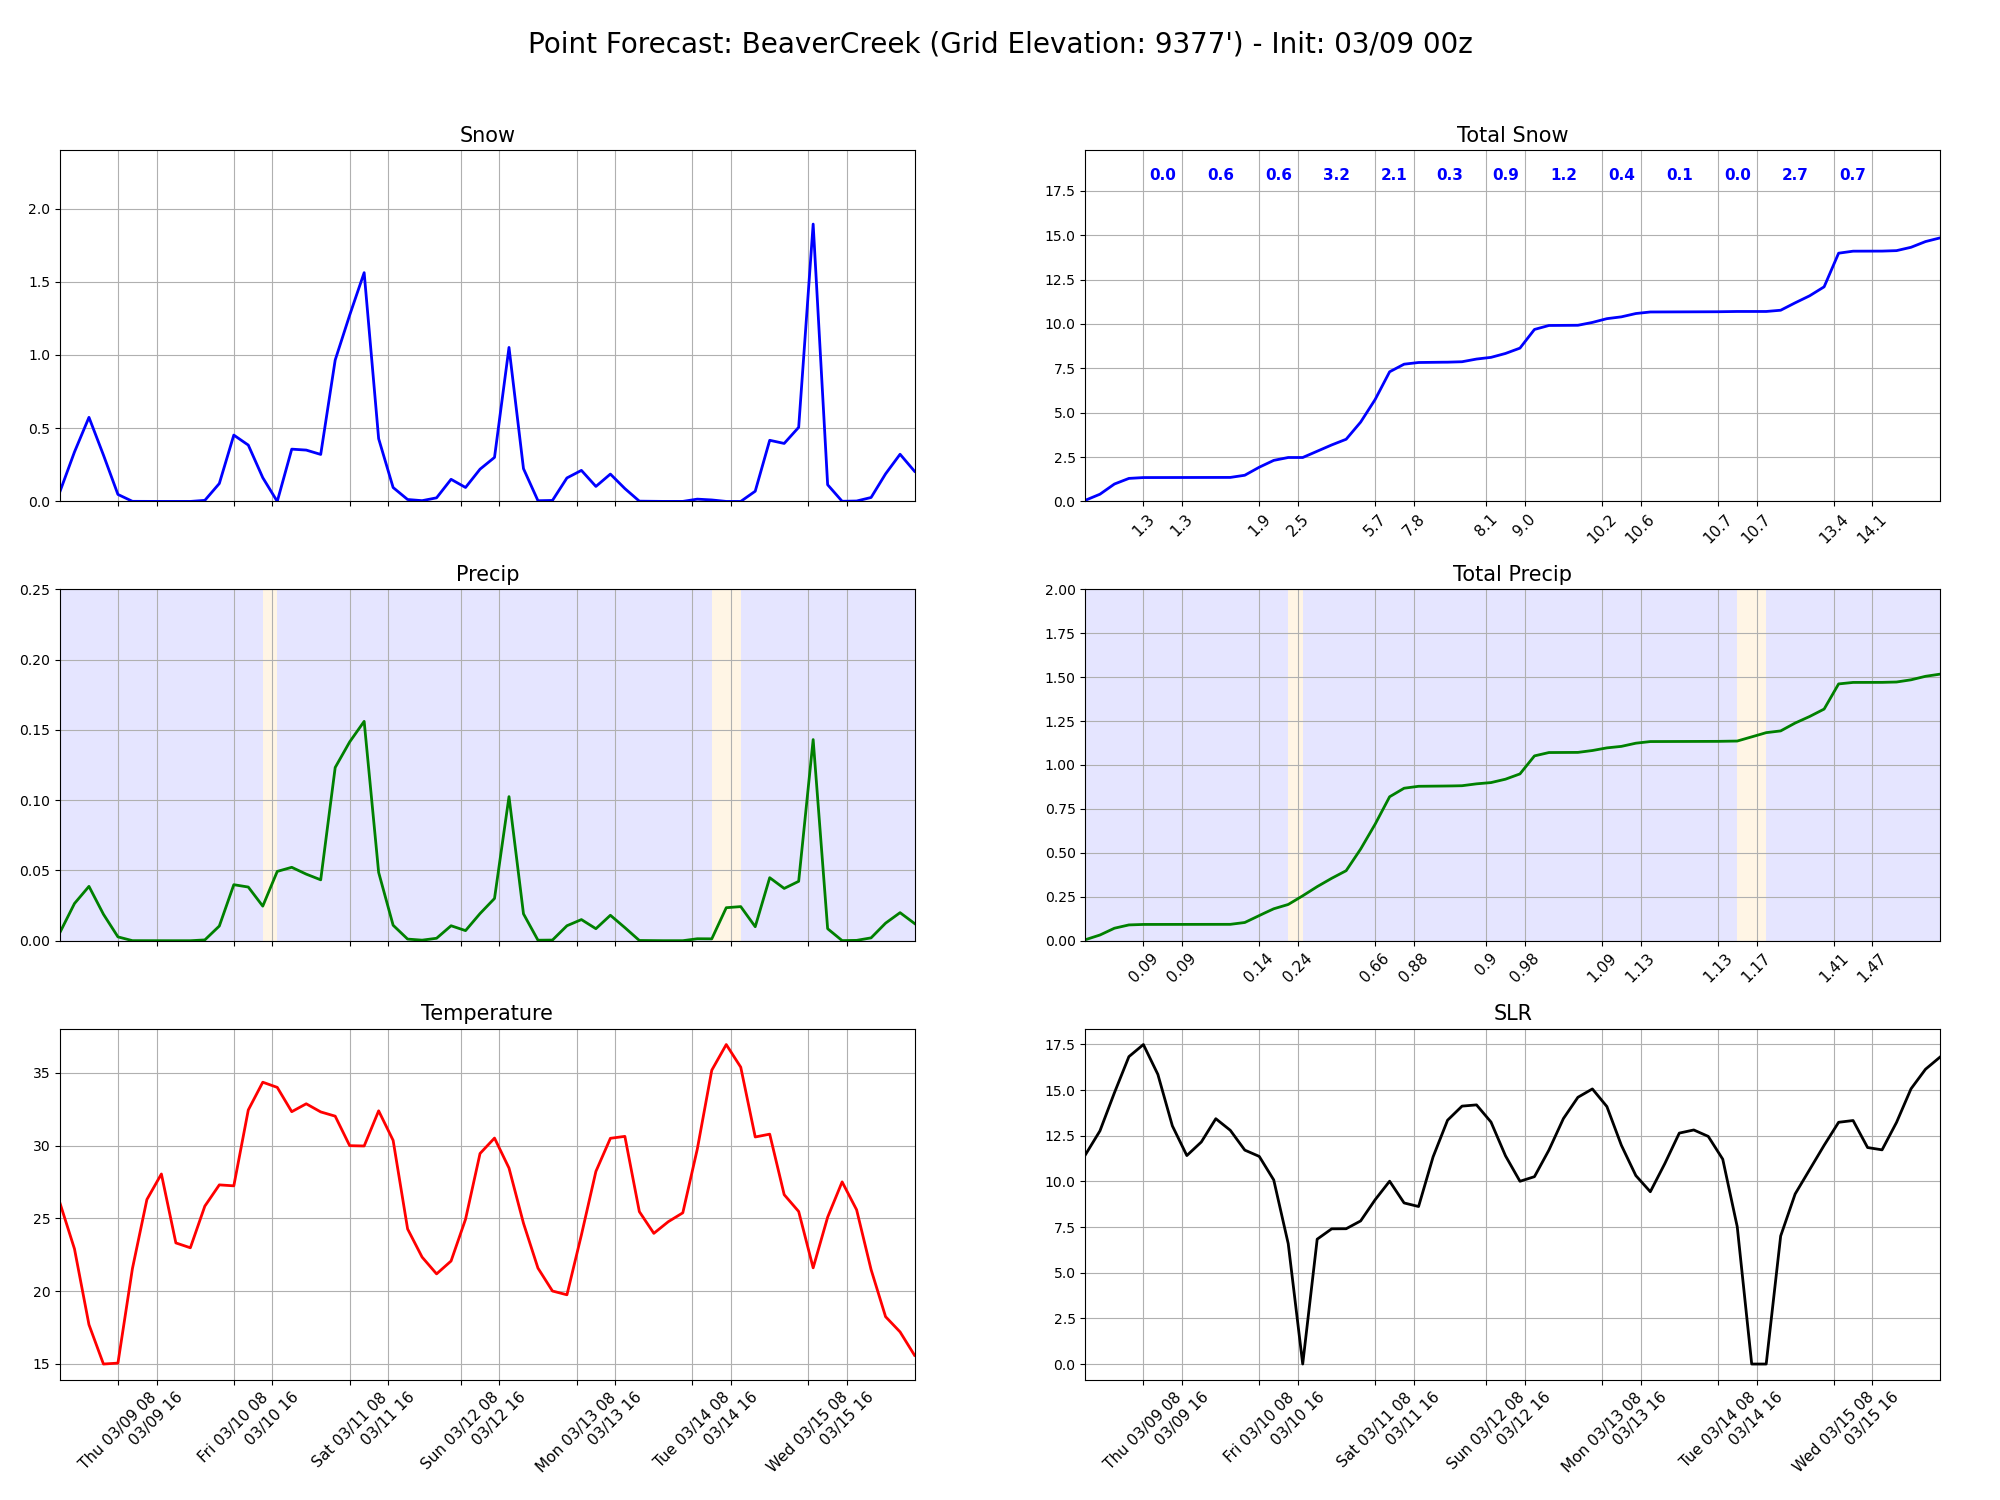 Point Forecast: BeaverCreek (Grid Elevation: 9377') - Init: 03/09 00z
Snow
2.0
1.5
1.0
0.5
0.0
Total Snow
0.0 0.6 0.6 3.2 2.1 0.3 0.9 1.2 0.4 0.1 0.0 2.7 0.7
17.5
15.0
12.5
10.0
7.5
5.0
2.5
0.0
1.3 1.3 1.9 2.5 5.7 7.8 8.1 9.0 10.2 10.6 10.7 10.7 13.4 14.1
Precip
0.25
0.20
0.15
0.10
0.05
0.00
Total Precip
2.00
1.75
1.50
1.25
1.00
0.75
0.50
0.25
0.00
0.09 0.09 0.14 0.24 0.66 0.88 0.9 0.98 1.09 1.13 1.13 1.17 1.41 1.47
Temperature
35
30
25
20
15
Thu 03/09 08
03/09 16
Fri 03/10 08
03/10 16
Sat 03/11 08
03/11 16
Sun 03/12 08
03/12 16
Mon 03/13 08
03/13 16
Tue 03/14 08
03/14 16
Wed 03/15 08
03/15 16
SLR
17.5
15.0
12.5
10.0
7.5
5.0
2.5
0.0
Thu 03/09 08
03/09 16
Fri 03/10 08
03/10 16
Sat 03/11 08
03/11 16
Sun 03/12 08
03/12 16
Mon 03/13 08
03/13 16
Tue 03/14 08
03/14 16
Wed 03/15 08
03/15 16